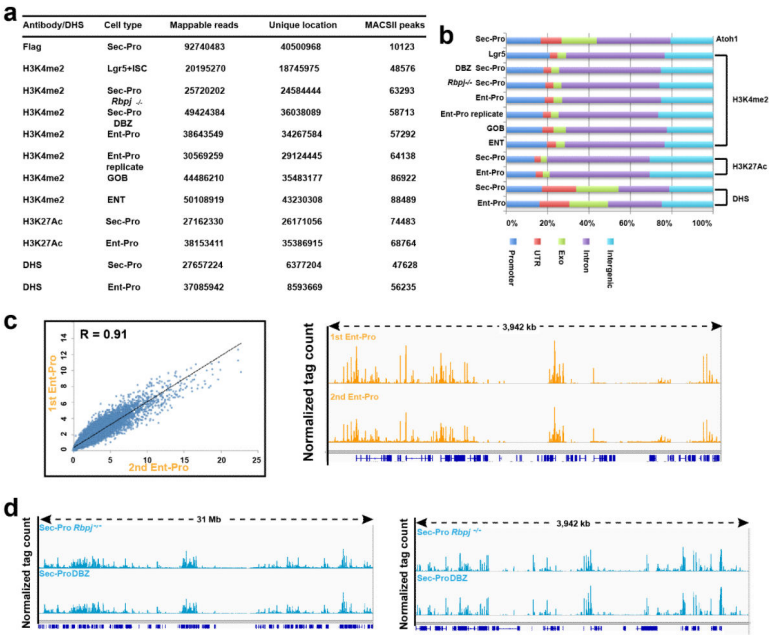 a
Antibody/DHS Cell type Mappable reads Unique location MACSII peaks
Flag Sec-Pro 92740483 40500968 10123
H3K4me2 Lgr5+ISC 20195270 18745975 48576
H3K4me2 Sec-Pro 25720202 24584444 63293
Rbpj -/-
H3K4me2 Sec-Pro 49424384 36038089 58713
DBZ
H3K4me2 Ent-Pro 38643549 34267584 57292
H3K4me2 Ent-Pro 30569259 29124445 64138
replicate
H3K4me2 GOB 44486210 35483177 86922
H3K4me2 ENT 50108919 43230308 88489
H3K27Ac Sec-Pro 27162330 26171056 74483
H3K27Ac Ent-Pro 38153411 35386915 68764
DHS Sec-Pro 27657224 6377204 47628
DHS Ent-Pro 37085942 8593669 56235
b
Sec-Pro Atoh1
Lgr5
DBZ Sec-Pro
Rbpj-/- Sec-Pro
Ent-Pro
Ent-Pro replicate
GOB
ENT
H3K4me2
Sec-Pro
Ent-Pro
H3K27Ac
Sec-Pro
Ent-Pro
DHS
0% 20% 40% 60% 80% 100%
Promoter
UTR
Exo
Intron
Intergenic
c
R = 0.91
1st Ent-Pro
14
12
10
8
6
4
2
0
0 5 10 15 20 25
2nd Ent-Pro
Normalized tag count
3,942 kb
1st Ent-Pro
2nd Ent-Pro
d
Normalized tag count
31 Mb
Sec-Pro Rbpj
Sec-ProDBZ
Normalized tag count
3,942 kb
Sec-Pro Rbpj -/-
Sec-ProDBZ